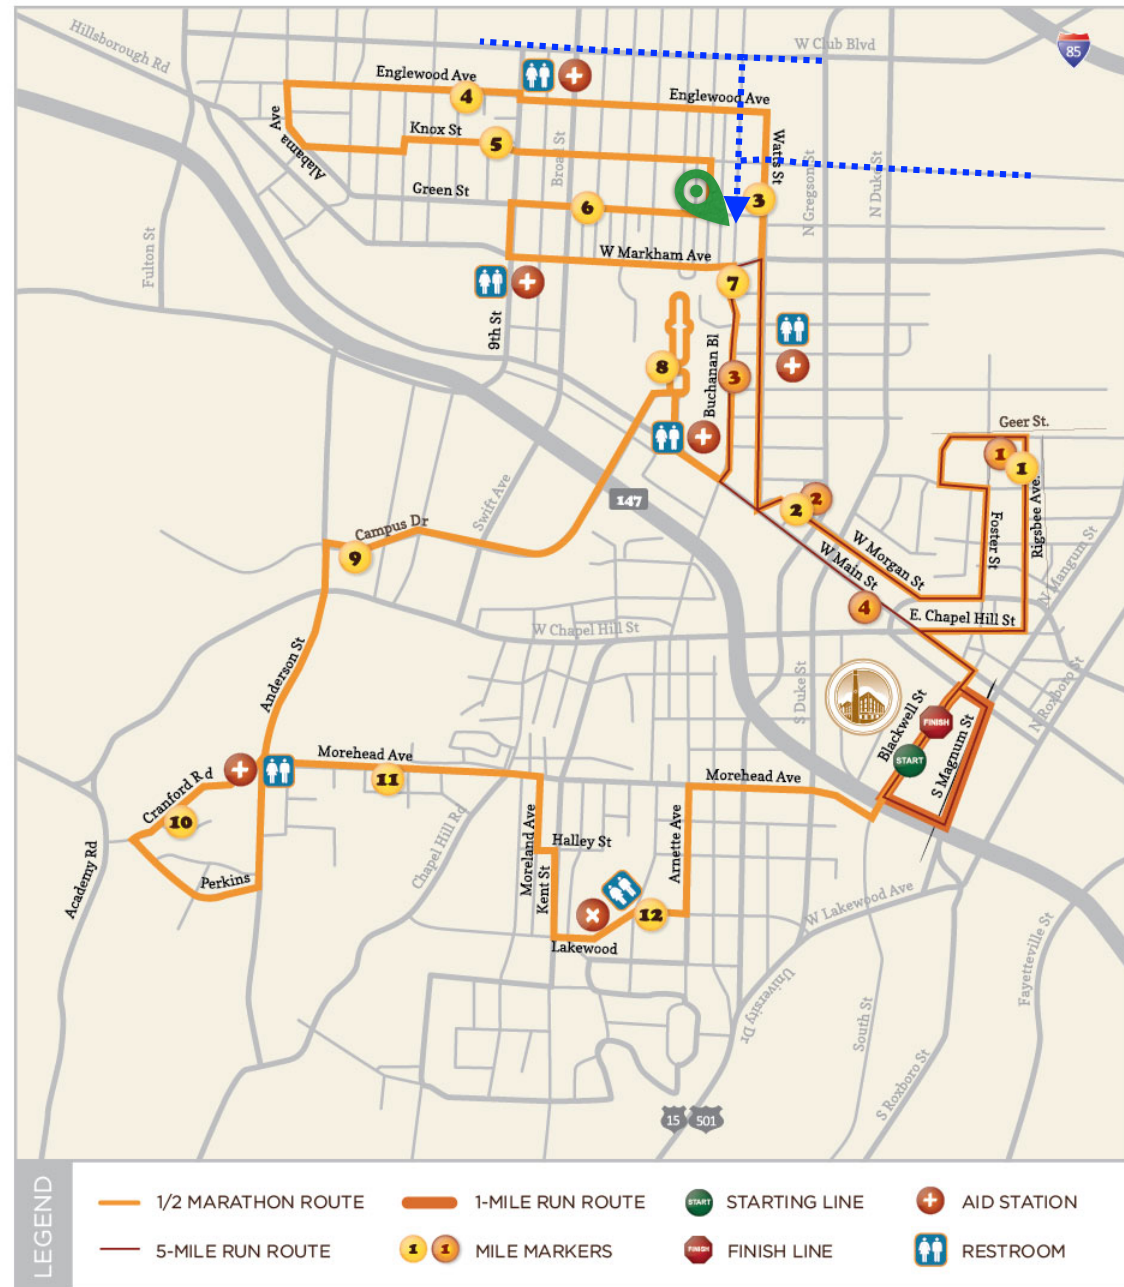 Hillsborough Rd
W Club Blvd
85
Englewood Ave
4
Englewood Ave
Ave
Alabama
Knox St
5
Broad St
Watts St
N Gregson St
N Duke St
Green St
6
3
Fulton St
W Markham Ave
7
9th St
8
Buchanan Bl
3
Geer St.
1
1
147
Swift Ave
2
2
Campus Dr
9
Foster St
Rigsbee Ave.
W Morgan St
W Main St
N Mangum St
4
E. Chapel Hill St
W Chapel Hill St
Anderson St
S Duke St
N Roxboro St
Blackwell St
FINISH
START
S Magnum St
Morehead Ave
11
Morehead Ave
Cranford Rd
10
Chapel Hill Rd
Moreland Ave
Halley St
Kent St
Arnette Ave
Academy Rd
Perkins
12
Lakewood
W Lakewood Ave
University Dr
South St
Fayetteville St
S Roxboro St
15 501
LEGEND
1/2 MARATHON ROUTE
1-MILE RUN ROUTE
START STARTING LINE
AID STATION
5-MILE RUN ROUTE
1 1 MILE MARKERS
FINISH FINISH LINE
RESTROOM